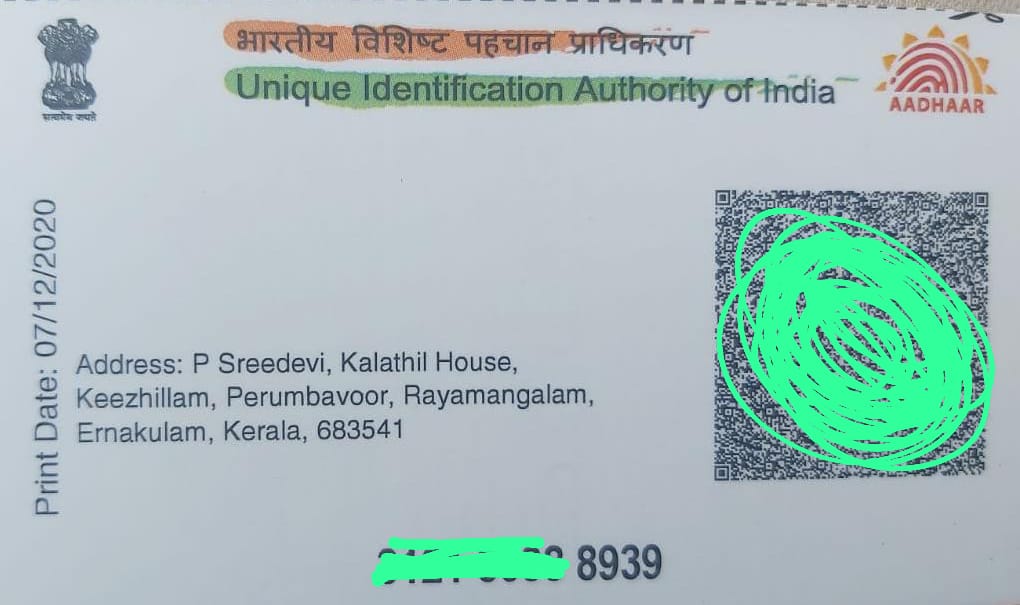 भारतीय विशिष्ट पहचान प्राधिकरण
Unique Identification Authority of India
सत्यमेव जयते
AADHAAR
Print Date: 07/12/2020
Address: P Sreedevi, Kalathil House,
Keezhillam, Perumbavoor, Rayamangalam,
Ernakulam, Kerala, 683541
8939